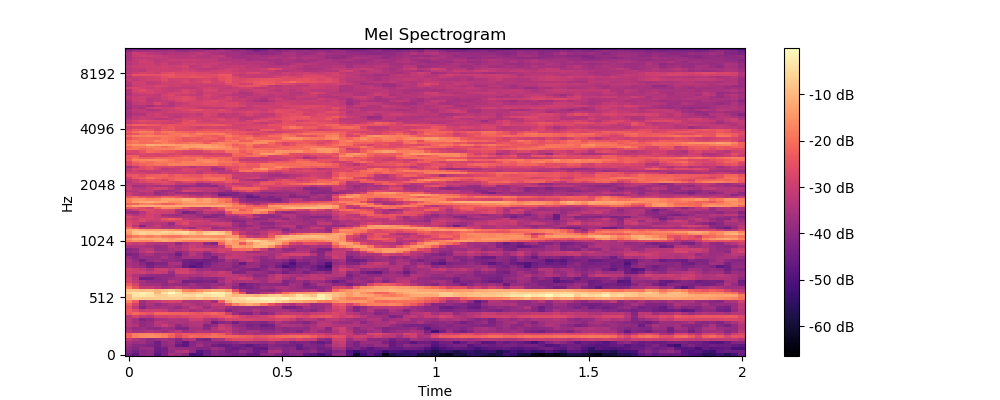 Mel Spectrogram
8192
4096
2048
1024
512
0
Hz
0
0.5
1
1.5
2
Time
-10 dB
-20 dB
-30 dB
-40 dB
-50 dB
-60 dB